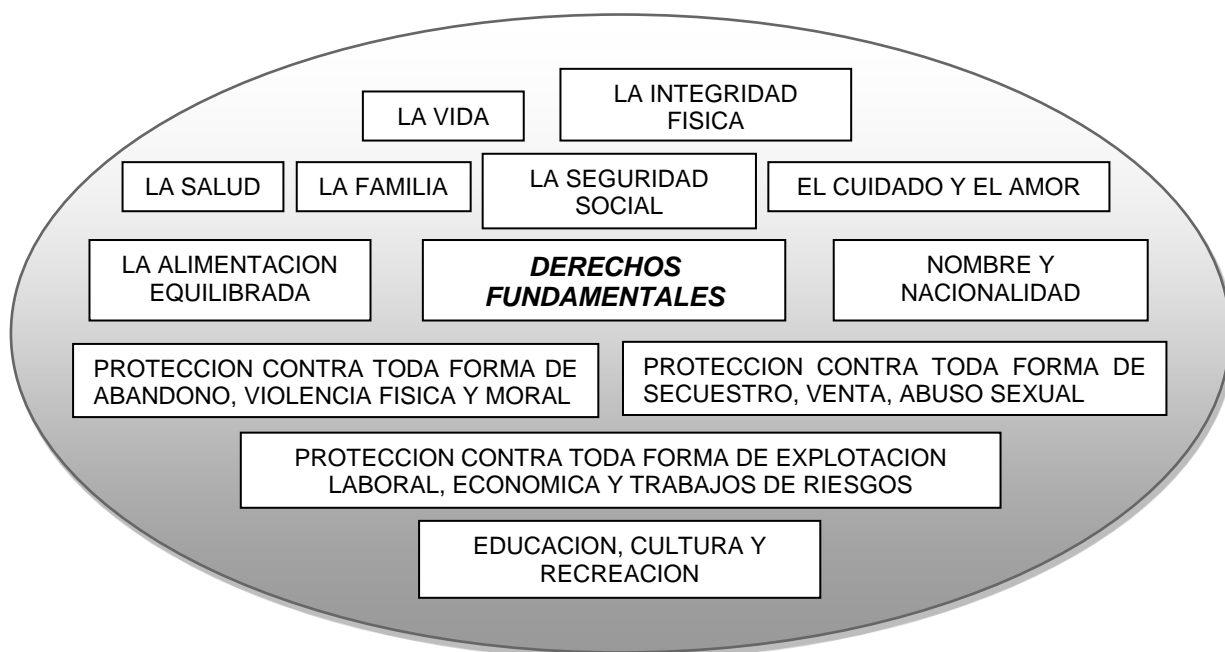 LA VIDA
LA INTEGRIDAD
FISICA
LA SALUD
LA FAMILIA
LA SEGURIDAD
SOCIAL
EL CUIDADO Y EL AMOR
LA ALIMENTACION
EQUILIBRADA
DERECHOS
FUNDAMENTALES
NOMBRE Y
NACIONALIDAD
PROTECCION CONTRA TODA FORMA DE
ABANDONO, VIOLENCIA FISICA Y MORAL
PROTECCION CONTRA TODA FORMA DE
SECUESTRO, VENTA, ABUSO SEXUAL
PROTECCION CONTRA TODA FORMA DE EXPLOTACION
LABORAL, ECONOMICA Y TRABAJOS DE RIESGOS
EDUCACION, CULTURA Y
RECREACION